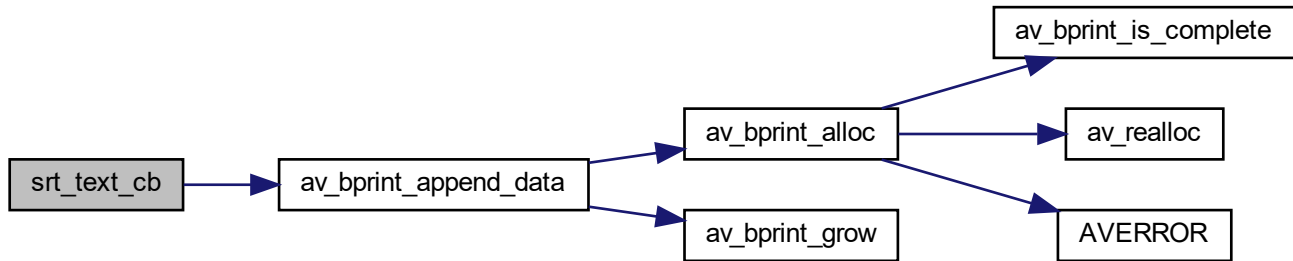 srt_text_cb
av_bprint_append_data
av_bprint_alloc
av_bprint_grow
av_bprint_is_complete
av_realloc
AVERROR